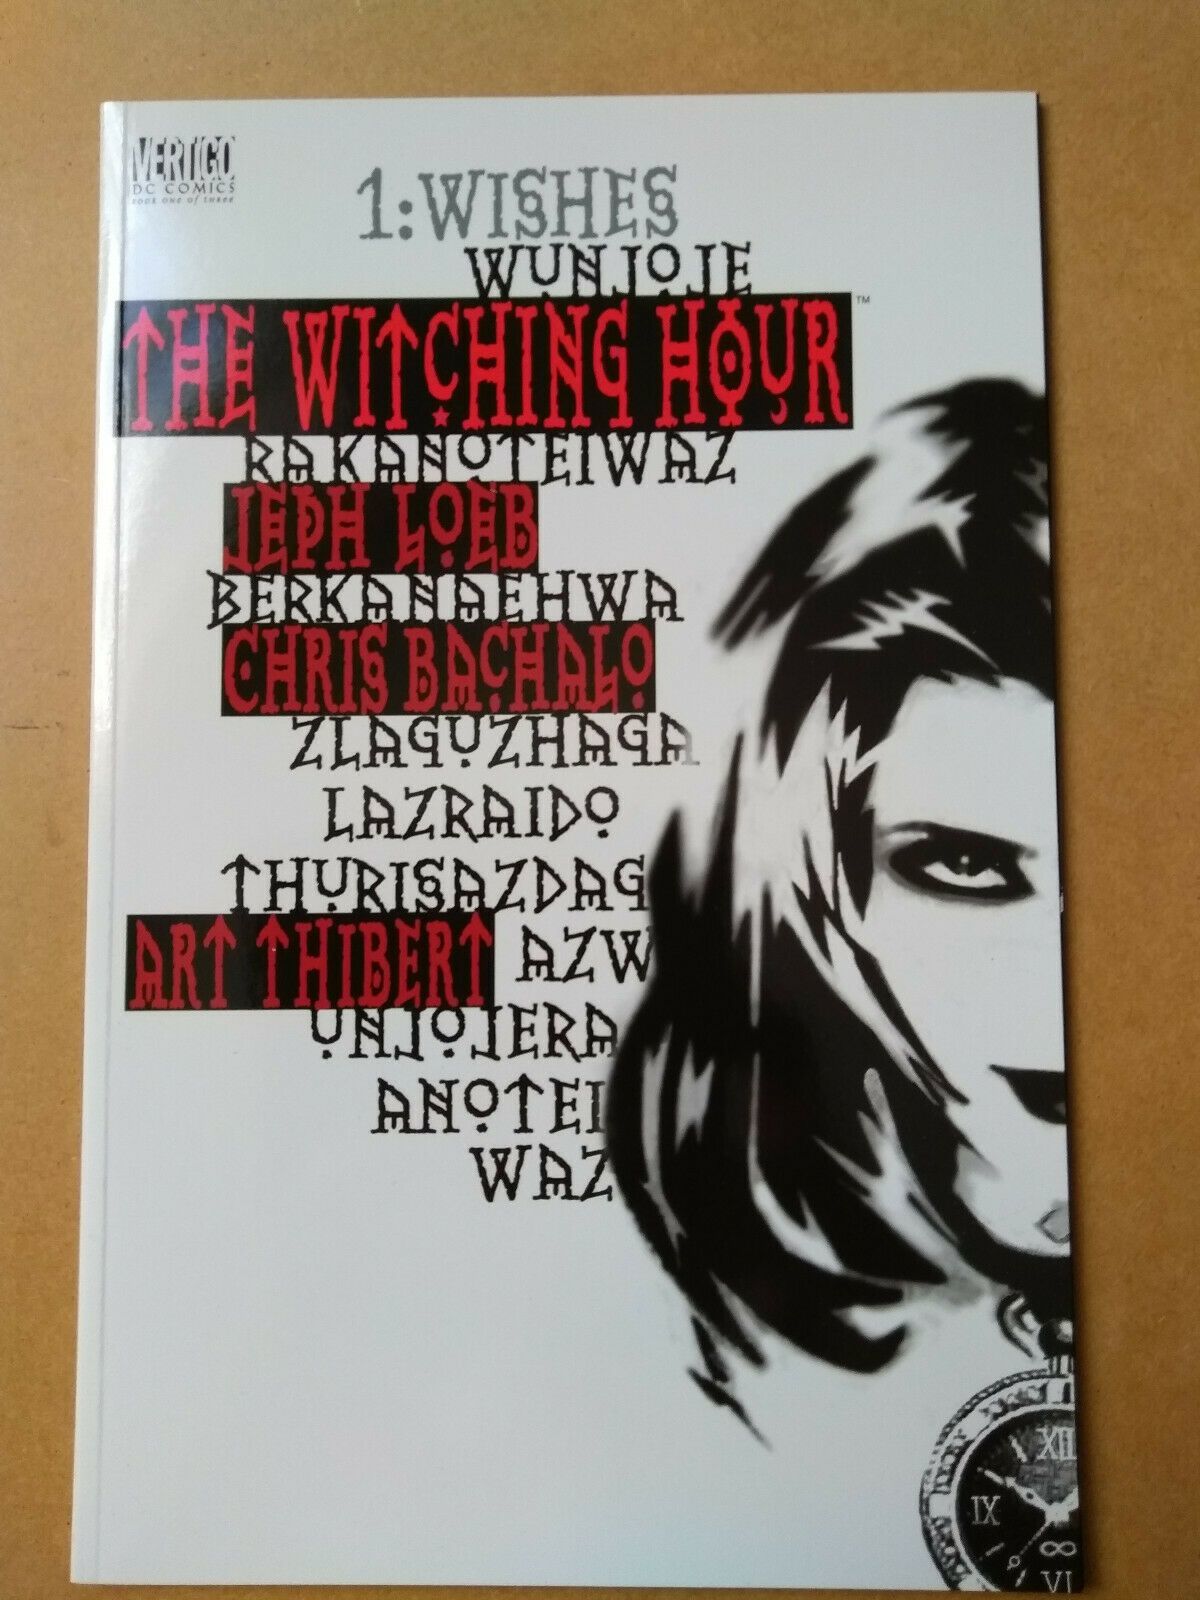 VERTIGO
DC COMICS
BOOK ONE OF THREE
1:WISHES
WUNJOJE
THE WITCHING HOUR™
RAKANOTEIWAZ
JEPH LOEB
BERKANAEHWA
CHRIS BACHALO
ZLAGUZHAGA
LAZRAIDO
THURISAZDAG
ART THIBERT AZW
UNJOJERA
ANOTEI
WAZ
XII
IX
∞
VI